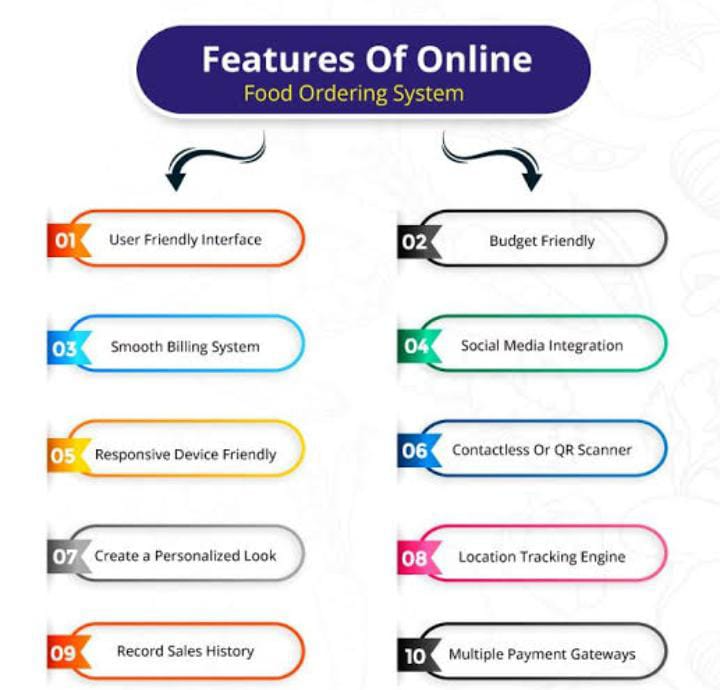 Features Of Online
Food Ordering System
01 User Friendly Interface
02 Budget Friendly
03 Smooth Billing System
04 Social Media Integration
05 Responsive Device Friendly
06 Contactless Or QR Scanner
07 Create a Personalized Look
08 Location Tracking Engine
09 Record Sales History
10 Multiple Payment Gateways